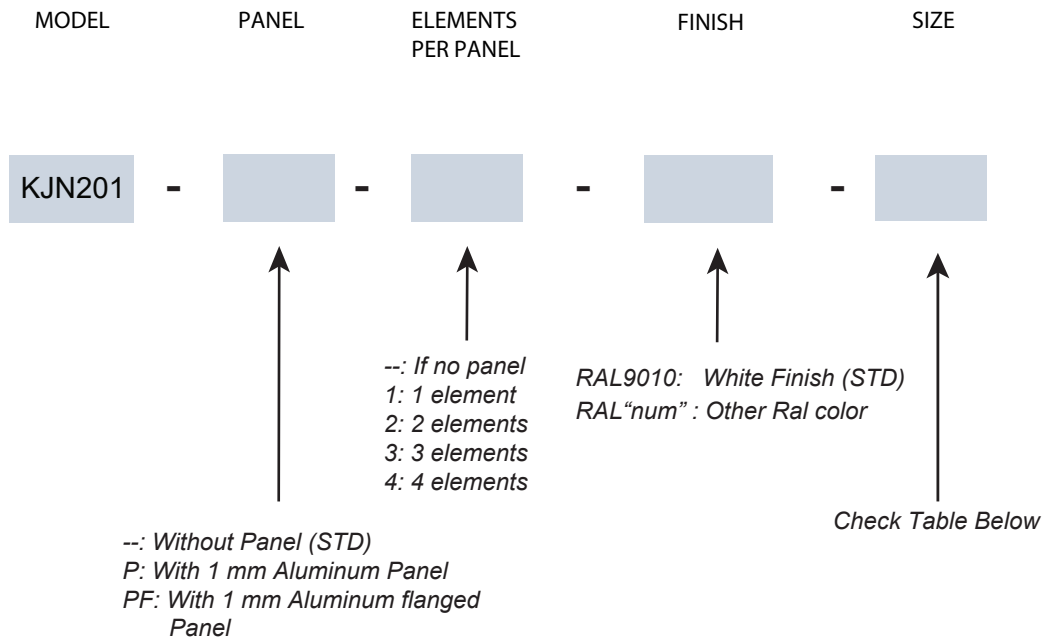 MODEL
PANEL
ELEMENTS
PER PANEL
FINISH
SIZE
KJN201 - - - -
--: If no panel
1: 1 element
2: 2 elements
3: 3 elements
4: 4 elements
RAL9010: White Finish (STD)
RAL“num” : Other Ral color
Check Table Below
--: Without Panel (STD)
P: With 1 mm Aluminum Panel
PF: With 1 mm Aluminum flanged
Panel